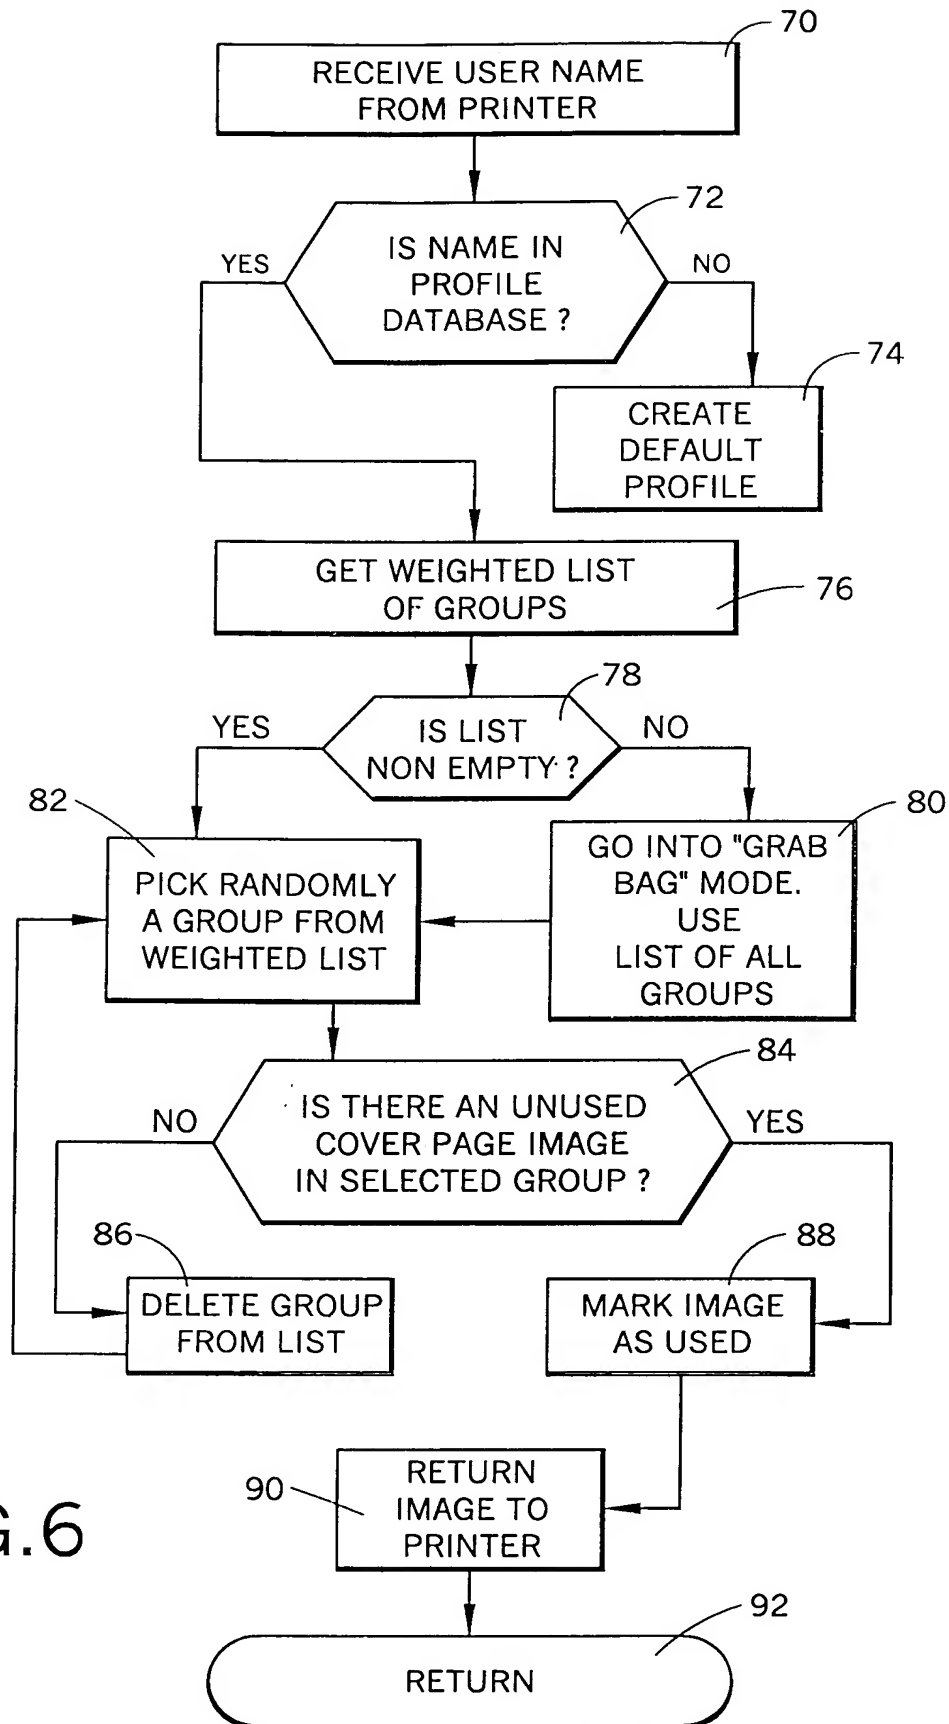 70
RECEIVE USER NAME
FROM PRINTER
72
IS NAME IN
PROFILE
DATABASE ?
YES
NO
74
CREATE
DEFAULT
PROFILE
GET WEIGHTED LIST
OF GROUPS
76
78
IS LIST
NON EMPTY ?
YES
NO
82
80
PICK RANDOMLY
A GROUP FROM
WEIGHTED LIST
GO INTO "GRAB
BAG" MODE.
USE
LIST OF ALL
GROUPS
84
IS THERE AN UNUSED
COVER PAGE IMAGE
IN SELECTED GROUP ?
NO
YES
86
88
DELETE GROUP
FROM LIST
MARK IMAGE
AS USED
90
RETURN
IMAGE TO
PRINTER
G.6
92
RETURN